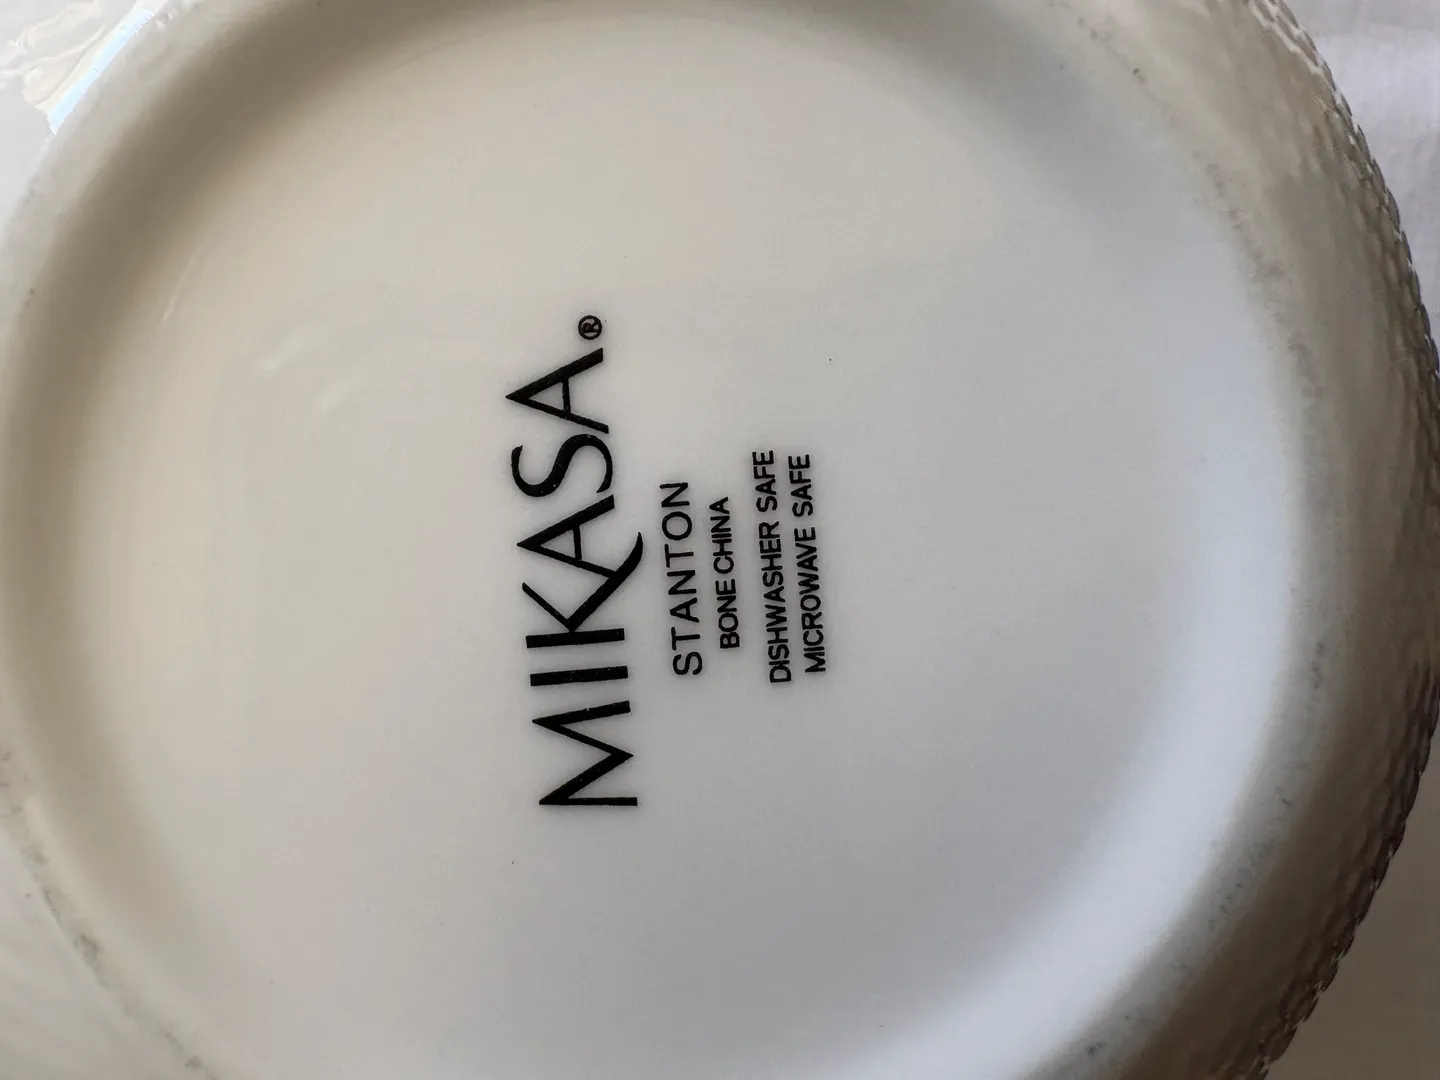 MIKASA®
STANTON
BONE CHINA
DISHWASHER SAFE
MICROWAVE SAFE